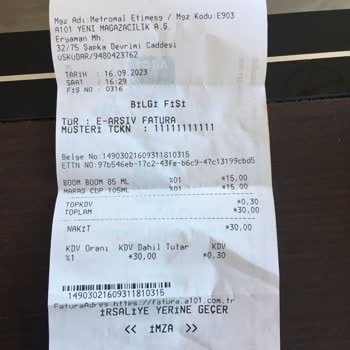 Mgz Adı:Metromal Etimesg / Mgz Kodu:E903
A101 YENİ MAGAZACILIK A.Ş.
Eryaman Mh.
32/75 Şapka Devrimi Caddesi
ÜSKÜDAR/9480423762
TARİH : 16.09.2023
SAAT : 16:29
FİŞ NO : 0316
BİLGİ FİŞİ
TÜR : E-ARŞİV FATURA
MÜŞTERİ TCKN : 11111111111
Belge No:14903021609311810315
ETTN NO:97b546eb-17c2-43fe-b6c9-47c13199cbd5
BOOM BOOM 85 ML %01 *15,00
MARAS CUP 105ML %01 *15,00
TOPKDV *0,30
TOPLAM *30,00
NAKİT *30,00
KDV Oranı KDV Dahil Tutar KDV
%1 *30,00 *0,30
14903021609311810315
FaturaAdres:https://fatura.a101.com.tr
İRSALİYE YERİNE GEÇER
<< İMZA >>